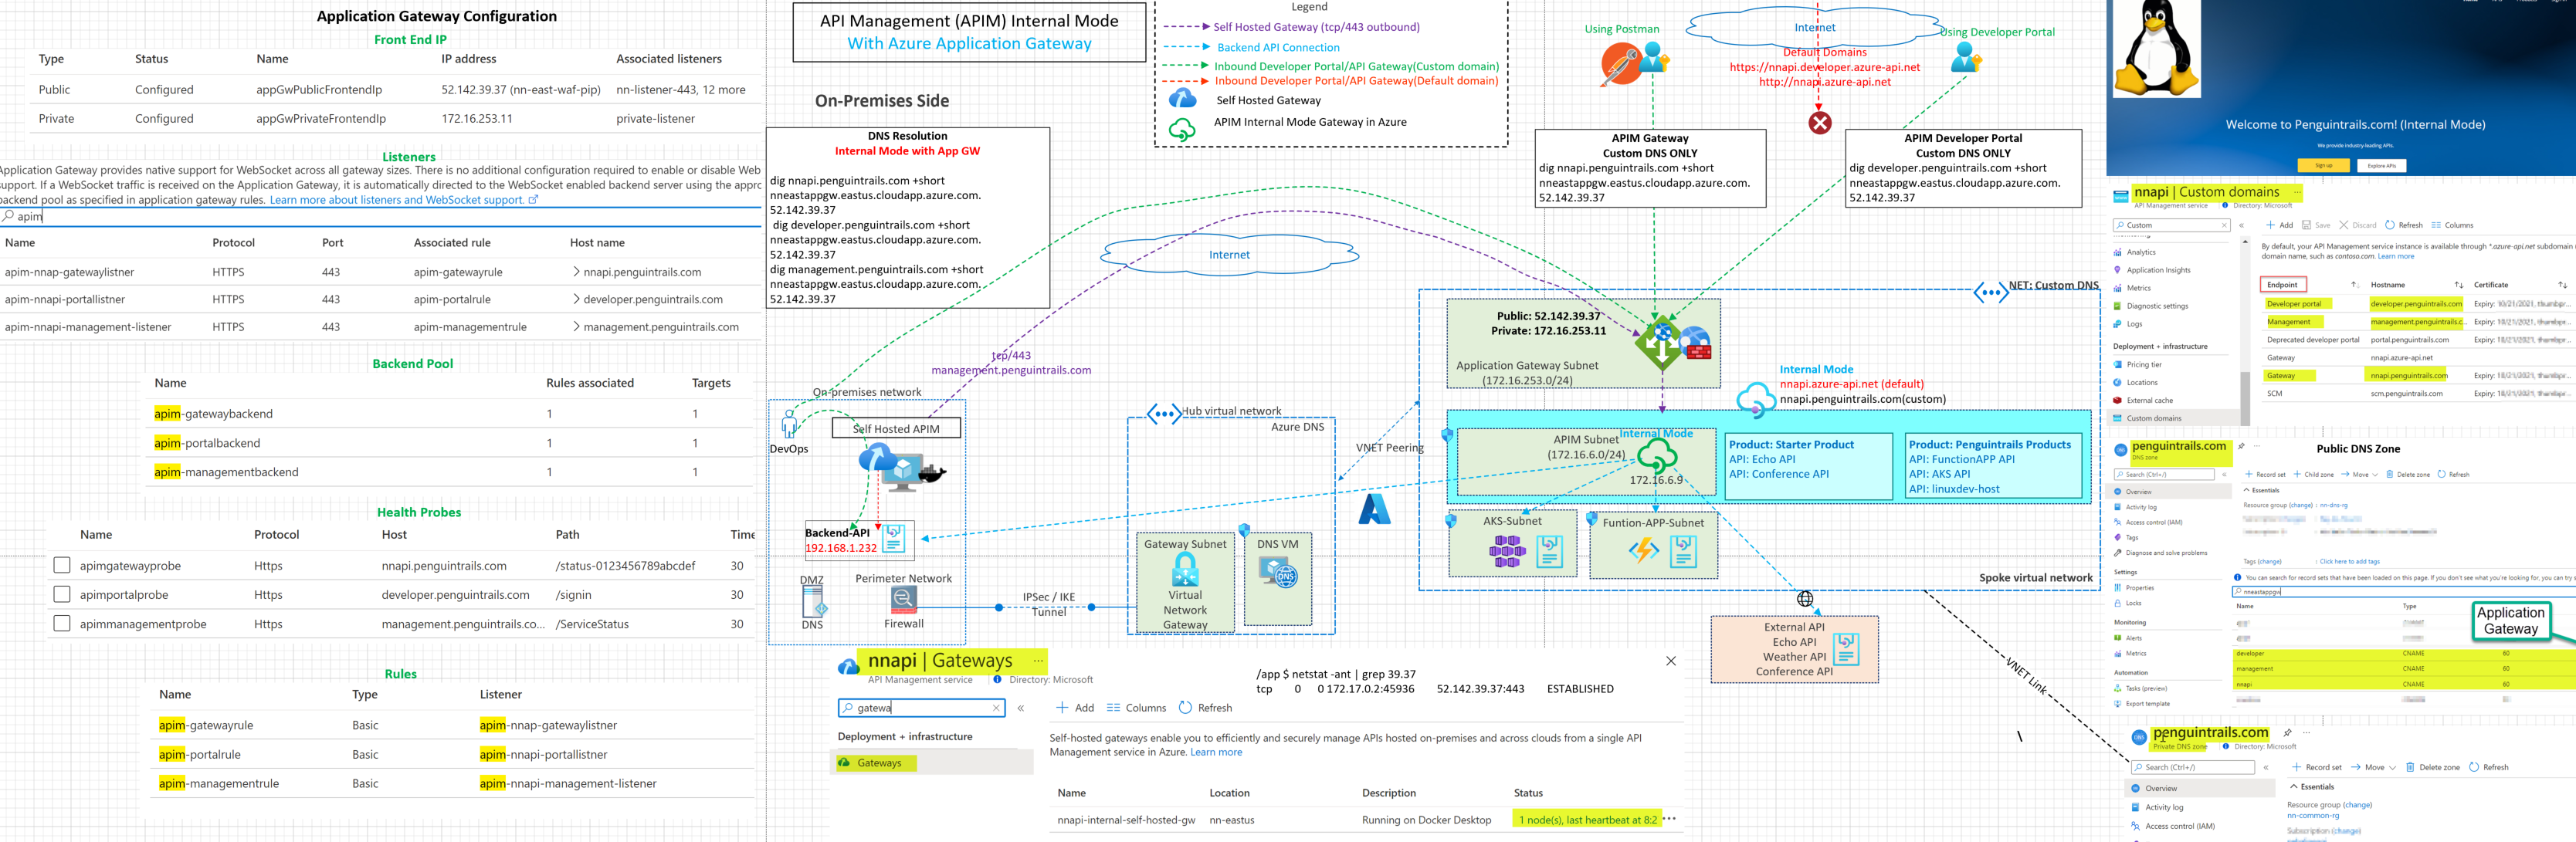 Application Gateway Configuration
Front End IP
Type Status Name IP address Associated listeners
Public Configured appGwPublicFrontendIp 52.142.39.37 (nn-east-waf-pip) nn-listener-443, 12 more
Private Configured appGwPrivateFrontendIp 172.16.253.11 private-listener
Listeners
Application Gateway provides native support for WebSocket across all gateway sizes. There is no additional configuration required to enable or disable Web
upport. If a WebSocket traffic is received on the Application Gateway, it is automatically directed to the WebSocket enabled backend server using the appro
backend pool as specified in application gateway rules. Learn more about listeners and WebSocket support.
apim
Name Protocol Port Associated rule Host name
apim-nnap-gatewaylistner HTTPS 443 apim-gatewayrule > nnapi.penguintrails.com
apim-nnapi-portallistner HTTPS 443 apim-portalrule > developer.penguintrails.com
apim-nnapi-management-listener HTTPS 443 apim-managementrule > management.penguintrails.com
Backend Pool
Name Rules associated Targets
apim-gatewaybackend 1 1
apim-portalbackend 1 1
apim-managementbackend 1 1
Health Probes
Name Protocol Host Path Time
apimgatewayprobe Https nnapi.penguintrails.com /status-0123456789abcdef 30
apimportalprobe Https developer.penguintrails.com /signin 30
apimmanagementprobe Https management.penguintrails.co... /ServiceStatus 30
Rules
Name Type Listener
apim-gatewayrule Basic apim-nnap-gatewaylistner
apim-portalrule Basic apim-nnapi-portallistner
apim-managementrule Basic apim-nnapi-management-listener
API Management (APIM) Internal Mode
With Azure Application Gateway
On-Premises Side
DNS Resolution
Internal Mode with App GW
dig nnapi.penguintrails.com +short
nneastappgw.eastus.cloudapp.azure.com.
52.142.39.37
dig developer.penguintrails.com +short
nneastappgw.eastus.cloudapp.azure.com.
52.142.39.37
dig management.penguintrails.com +short
nneastappgw.eastus.cloudapp.azure.com.
52.142.39.37
Legend
Self Hosted Gateway (tcp/443 outbound)
Backend API Connection
Inbound Developer Portal/API Gateway(Custom domain)
Inbound Developer Portal/API Gateway(Default domain)
Self Hosted Gateway
APIM Internal Mode Gateway in Azure
Using Postman
Internet
Using Developer Portal
Default Domains
https://nnapi.developer.azure-api.net
http://nnapi.azure-api.net
APIM Gateway
Custom DNS ONLY
dig nnapi.penguintrails.com +short
nneastappgw.eastus.cloudapp.azure.com.
52.142.39.37
APIM Developer Portal
Custom DNS ONLY
dig developer.penguintrails.com +short
nneastappgw.eastus.cloudapp.azure.com.
52.142.39.37
Internet
tcp/443
management.penguintrails.com
On-premises network
DevOps
Self Hosted APIM
Backend-API
192.168.1.232
DMZ
DNS
Perimeter Network
Firewall
IPSec / IKE
Tunnel
Hub virtual network
Azure DNS
Gateway Subnet
Virtual
Network
Gateway
DNS VM
VNET Peering
NET: Custom DNS
Public: 52.142.39.37
Private: 172.16.253.11
Application Gateway Subnet
(172.16.253.0/24)
Internal Mode
nnapi.azure-api.net (default)
nnapi.penguintrails.com(custom)
Internal Mode
APIM Subnet
(172.16.6.0/24)
172.16.6.9
Product: Starter Product
API: Echo API
API: Conference API
Product: Penguintrails Products
API: FunctionAPP API
API: AKS API
API: linuxdev-host
AKS-Subnet
Funtion-APP-Subnet
Spoke virtual network
External API
Echo API
Weather API
Conference API
VNET Link
\
nnapi | Gateways ...
API Management service Directory: Microsoft
gatewa
Deployment + infrastructure
Gateways
/app $ netstat -ant | grep 39.37
tcp 0 0 172.17.0.2:45936 52.142.39.37:443 ESTABLISHED
Add Columns Refresh
Self-hosted gateways enable you to efficiently and securely manage APIs hosted on-premises and across clouds from a single API
Management service in Azure. Learn more
Name Location Description Status
nnapi-internal-self-hosted-gw nn-eastus Running on Docker Desktop 1 node(s), last heartbeat at 8:2 ...
Welcome to Penguintrails.com! (Internal Mode)
We provide industry-leading APIs.
Sign up Explore APIs
nnapi | Custom domains ...
API Management service Directory: Microsoft
Custom
Analytics
Application Insights
Metrics
Diagnostic settings
Logs
Deployment + infrastructure
Pricing tier
Locations
External cache
Custom domains
Add Save Discard Refresh Columns
By default, your API Management service instance is available through *.azure-api.net subdomain
domain name, such as contoso.com. Learn more
Endpoint Hostname Certificate
Developer portal developer.penguintrails.com Expiry:
Management management.penguintrails.c... Expiry:
Deprecated developer portal portal.penguintrails.com Expiry:
Gateway nnapi.azure-api.net
Gateway nnapi.penguintrails.com Expiry:
SCM scm.penguintrails.com Expiry:
penguintrails.com
DNS zone
Public DNS Zone
Search (Ctrl+/)
Overview
Activity log
Access control (IAM)
Tags
Diagnose and solve problems
Settings
Properties
Locks
Monitoring
Alerts
Metrics
Automation
Tasks (preview)
Export template
Record set Child zone Move Delete zone Refresh
Essentials
Resource group (change) : nn-dns-rg
Tags (change) : Click here to add tags
You can search for record sets that have been loaded on this page. If you don't see what you're looking for, you can try
nneastappgw
Name Type
developer CNAME 60
management CNAME 60
nnapi CNAME 60
Application
Gateway
penguintrails.com ...
Private DNS zone Directory: Microsoft
Search (Ctrl+/)
Overview
Activity log
Access control (IAM)
Record set Move Delete zone Refresh
Essentials
Resource group (change)
nn-common-rg
Subscription (change)